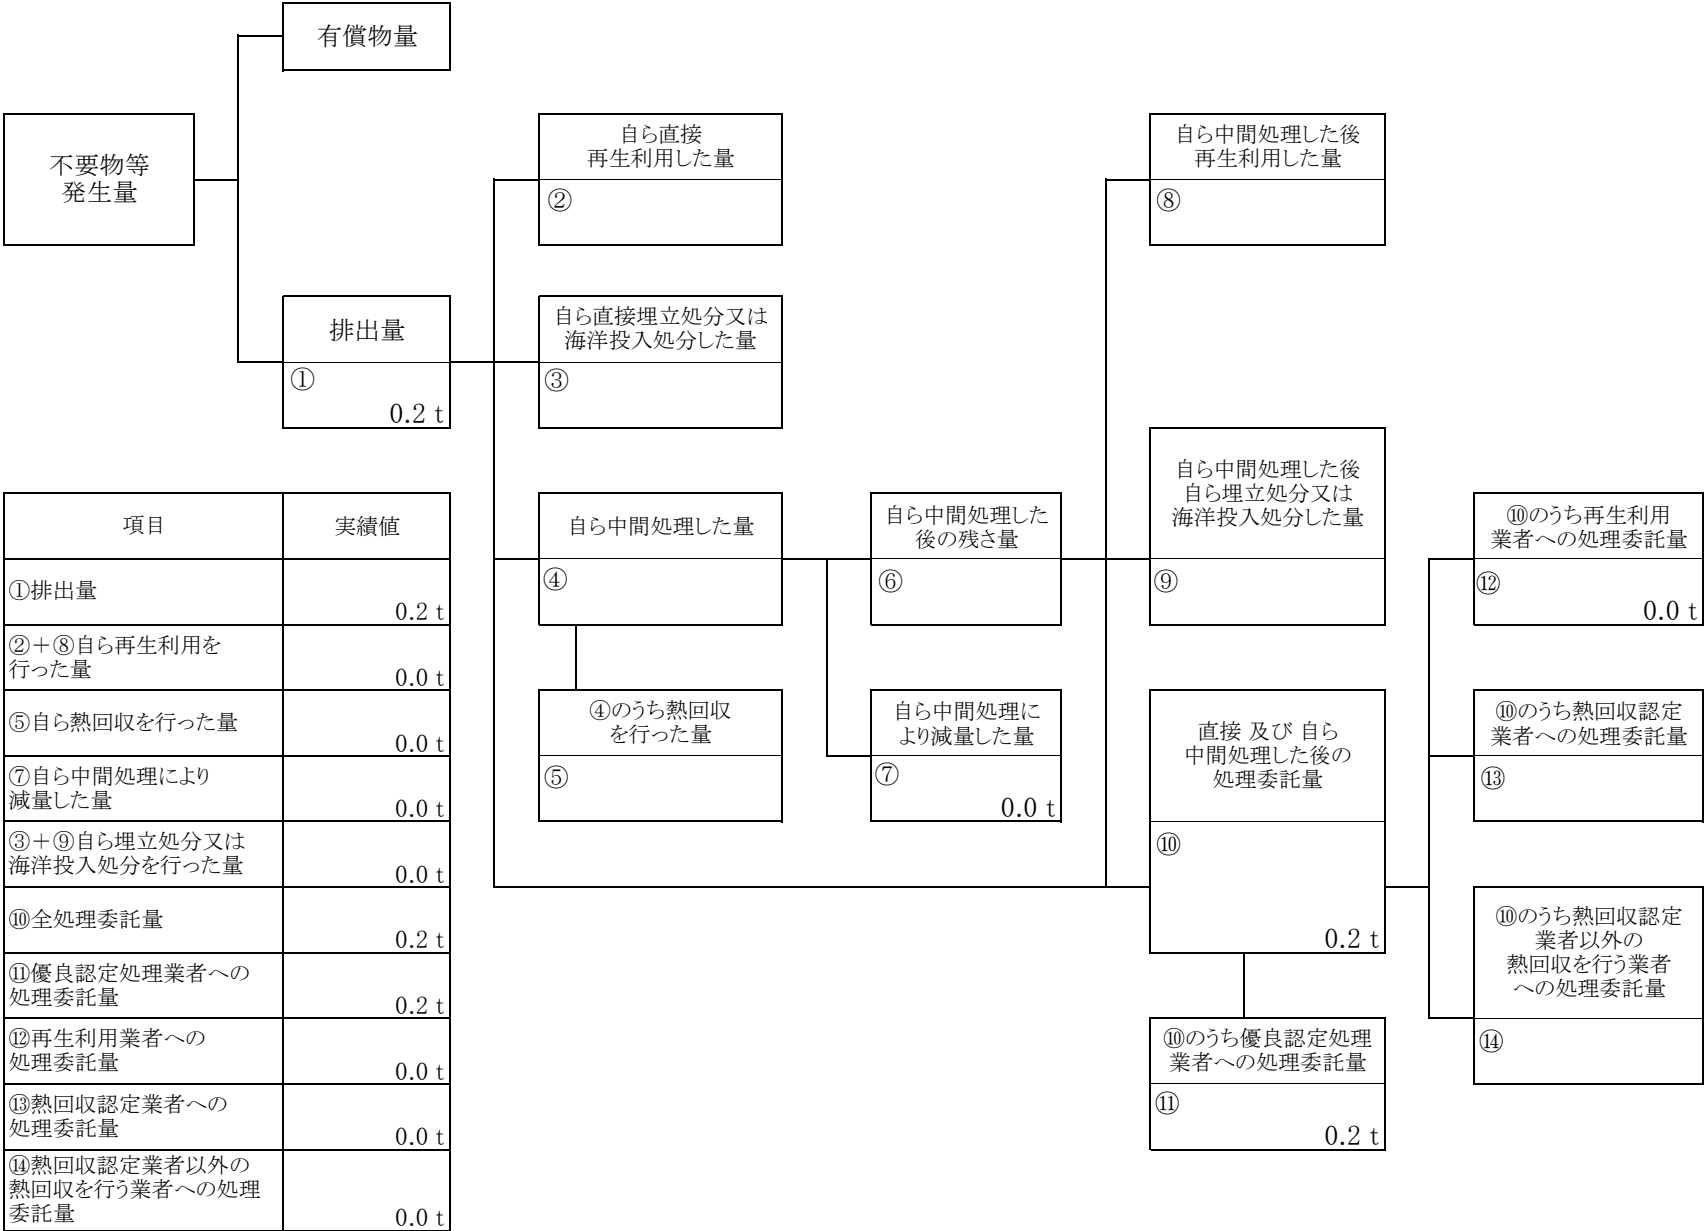 有償物量
不要物等
発生量
自ら直接
再生利用した量
②
自ら中間処理した後
再生利用した量
⑧
排出量
①
0.2 t
自ら直接埋立処分又は
海洋投入処分した量
③
自ら中間処理した後
自ら埋立処分又は
海洋投入処分した量
⑨
自ら中間処理した量
④
自ら中間処理した
後の残さ量
⑥
⑩のうち再生利用
業者への処理委託量
⑫
0.0 t
④のうち熱回収
を行った量
⑤
自ら中間処理に
より減量した量
⑦
0.0 t
直接 及び 自ら
中間処理した後の
処理委託量
⑩
0.2 t
⑩のうち熱回収認定
業者への処理委託量
⑬
⑩のうち熱回収認定
業者以外の
熱回収を行う業者
への処理委託量
⑭
⑩のうち優良認定処理
業者への処理委託量
⑪
0.2 t
項目 実績値
①排出量
0.2 t
②＋⑧自ら再生利用を
行った量
0.0 t
⑤自ら熱回収を行った量
0.0 t
⑦自ら中間処理により
減量した量
0.0 t
③＋⑨自ら埋立処分又は
海洋投入処分を行った量
0.0 t
⑩全処理委託量
0.2 t
⑪優良認定処理業者への
処理委託量
0.2 t
⑫再生利用業者への
処理委託量
0.0 t
⑬熱回収認定業者への
処理委託量
0.0 t
⑭熱回収認定業者以外の
熱回収を行う業者への処理
委託量
0.0 t